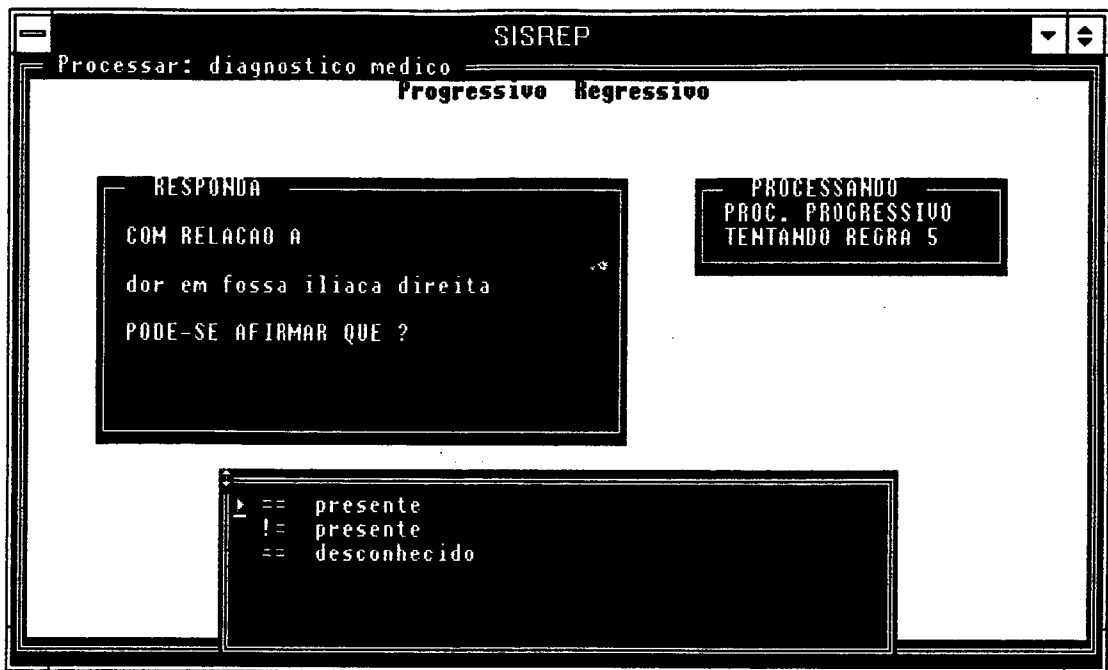 SISREP
Processar: diagnostico medico
Progressivo Regressivo
RESPONDA
COM RELACAO A
dor em fossa iliaca direita
PODE-SE AFIRMAR QUE ?
PROCESSANDO
PROC. PROGRESSIVO
TENTANDO REGRA 5
== presente
!= presente
== desconhecido